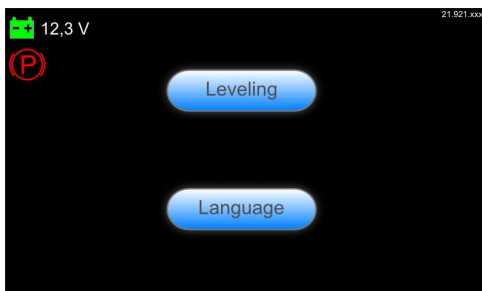 21.921.xxx
12,3 V
(P)
Leveling
Language